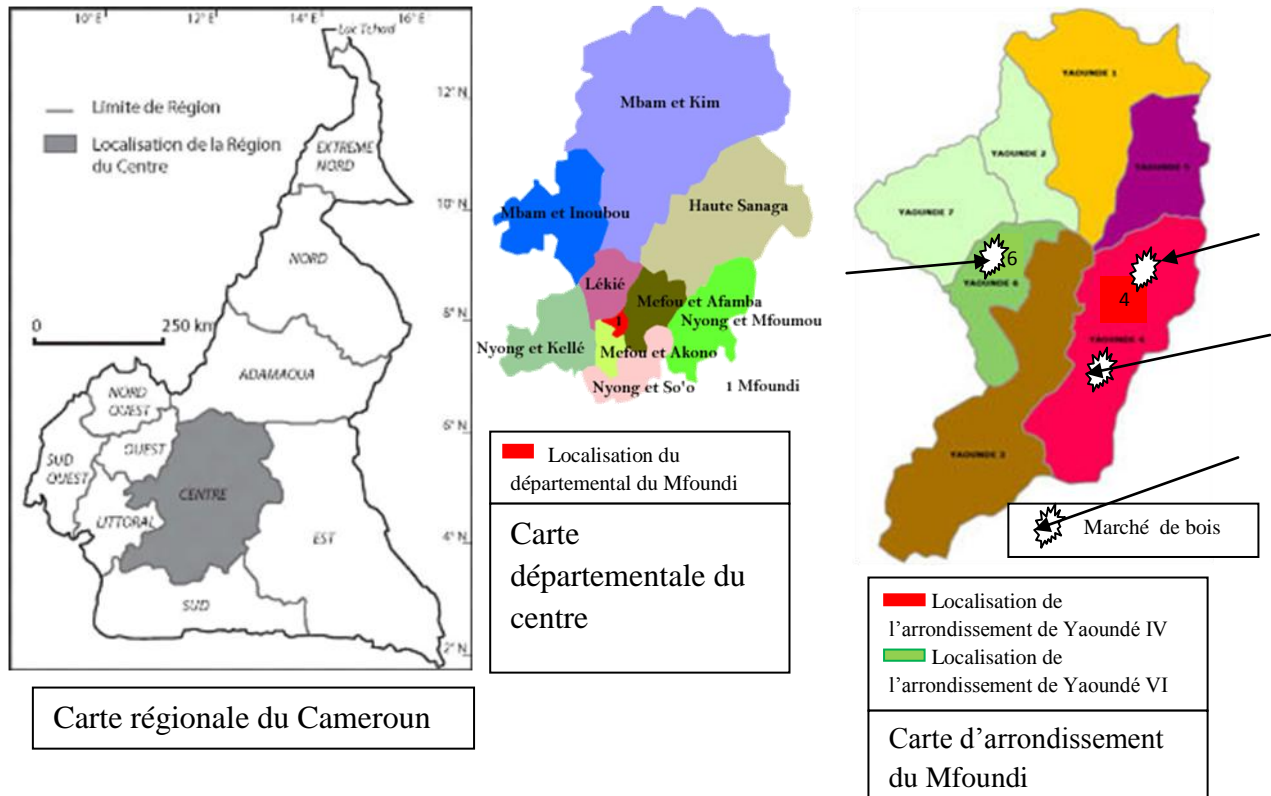 10°E
12°E
14°E
16°E
Lac Tchad
12°N
Limite de Région
Localisation de la Région
du Centre
EXTREME
NORD
10°N
NORD
0
250 km
8°N
ADAMAOUA
NORD
OUEST
6°N
OUEST
SUD
OUEST
CENTRE
LITTORAL
EST
4°N
SUD
2°N
Carte régionale du Cameroun
Mbam et Kim
Mbam et Inoubou
Haute Sanaga
Lékié
Mefou et Afamba
1
Nyong et Mfoumou
Nyong et Kellé
Mefou et Akono
Nyong et So'o
1 Mfoundi
Localisation du
départemental du Mfoundi
Carte
départementale du
centre
YAOUNDE 1
YAOUNDE 2
YAOUNDE 5
YAOUNDE 7
6
YAOUNDE 6
4
YAOUNDE 4
YAOUNDE 3
Marché de bois
Localisation de
l'arrondissement de Yaoundé IV
Localisation de
l'arrondissement de Yaoundé VI
Carte d'arrondissement
du Mfoundi